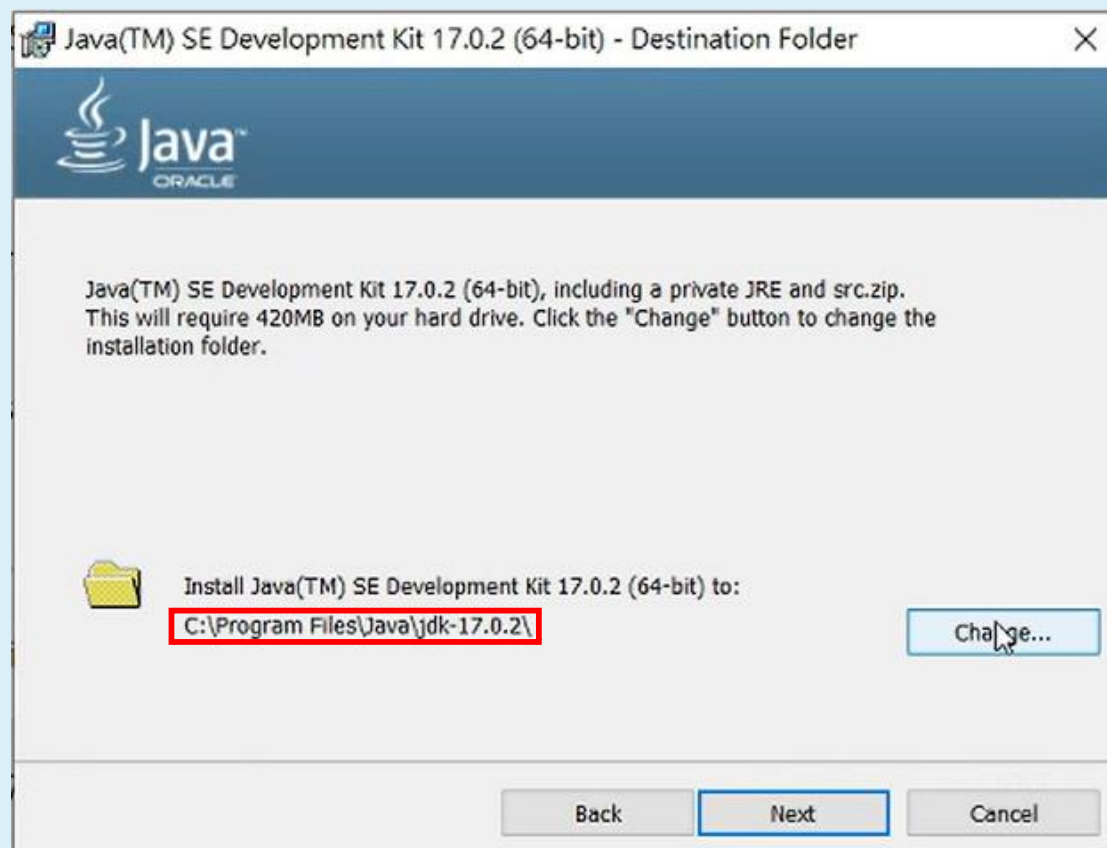 Java(TM) SE Development Kit 17.0.2 (64-bit) - Destination Folder
Java™
ORACLE
Java(TM) SE Development Kit 17.0.2 (64-bit), including a private JRE and src.zip.
This will require 420MB on your hard drive. Click the "Change" button to change the
installation folder.
Install Java(TM) SE Development Kit 17.0.2 (64-bit) to:
C:\Program Files\Java\jdk-17.0.2\
Change...
Back
Next
Cancel